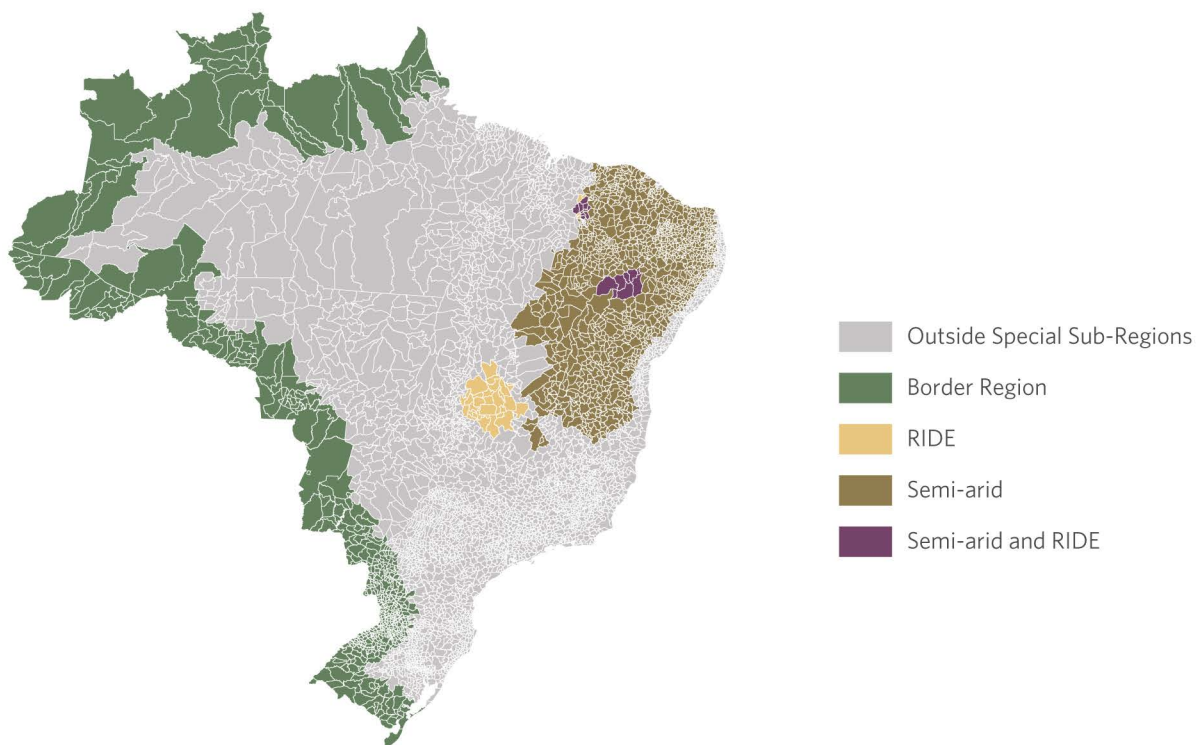 Outside Special Sub-Regions
Border Region
RIDE
Semi-arid
Semi-arid and RIDE